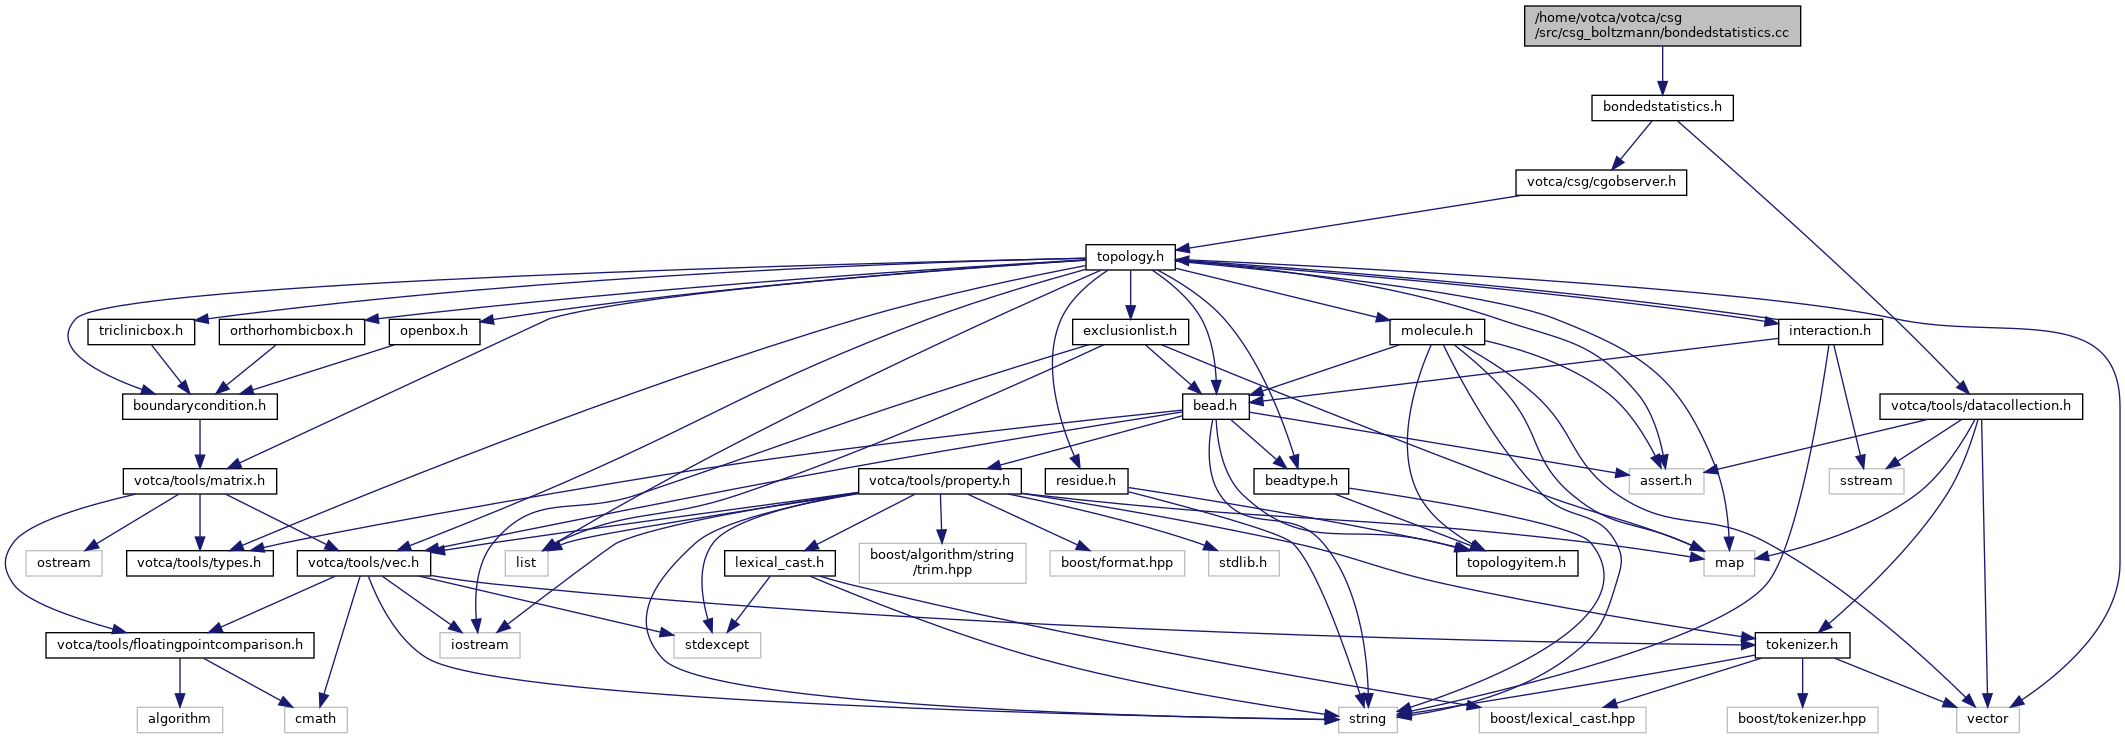 /home/votca/votca/csg
/src/csg_boltzmann/bondedstatistics.cc
bondedstatistics.h
votca/csg/cgobserver.h
topology.h
triclinicbox.h
orthorhombicbox.h
openbox.h
exclusionlist.h
molecule.h
interaction.h
boundarycondition.h
bead.h
votca/tools/datacollection.h
votca/tools/matrix.h
votca/tools/property.h
residue.h
beadtype.h
assert.h
sstream
ostream
votca/tools/types.h
votca/tools/vec.h
list
lexical_cast.h
boost/algorithm/string
/trim.hpp
boost/format.hpp
stdlib.h
topologyitem.h
map
votca/tools/floatingpointcomparison.h
iostream
stdexcept
tokenizer.h
algorithm
cmath
string
boost/lexical_cast.hpp
boost/tokenizer.hpp
vector